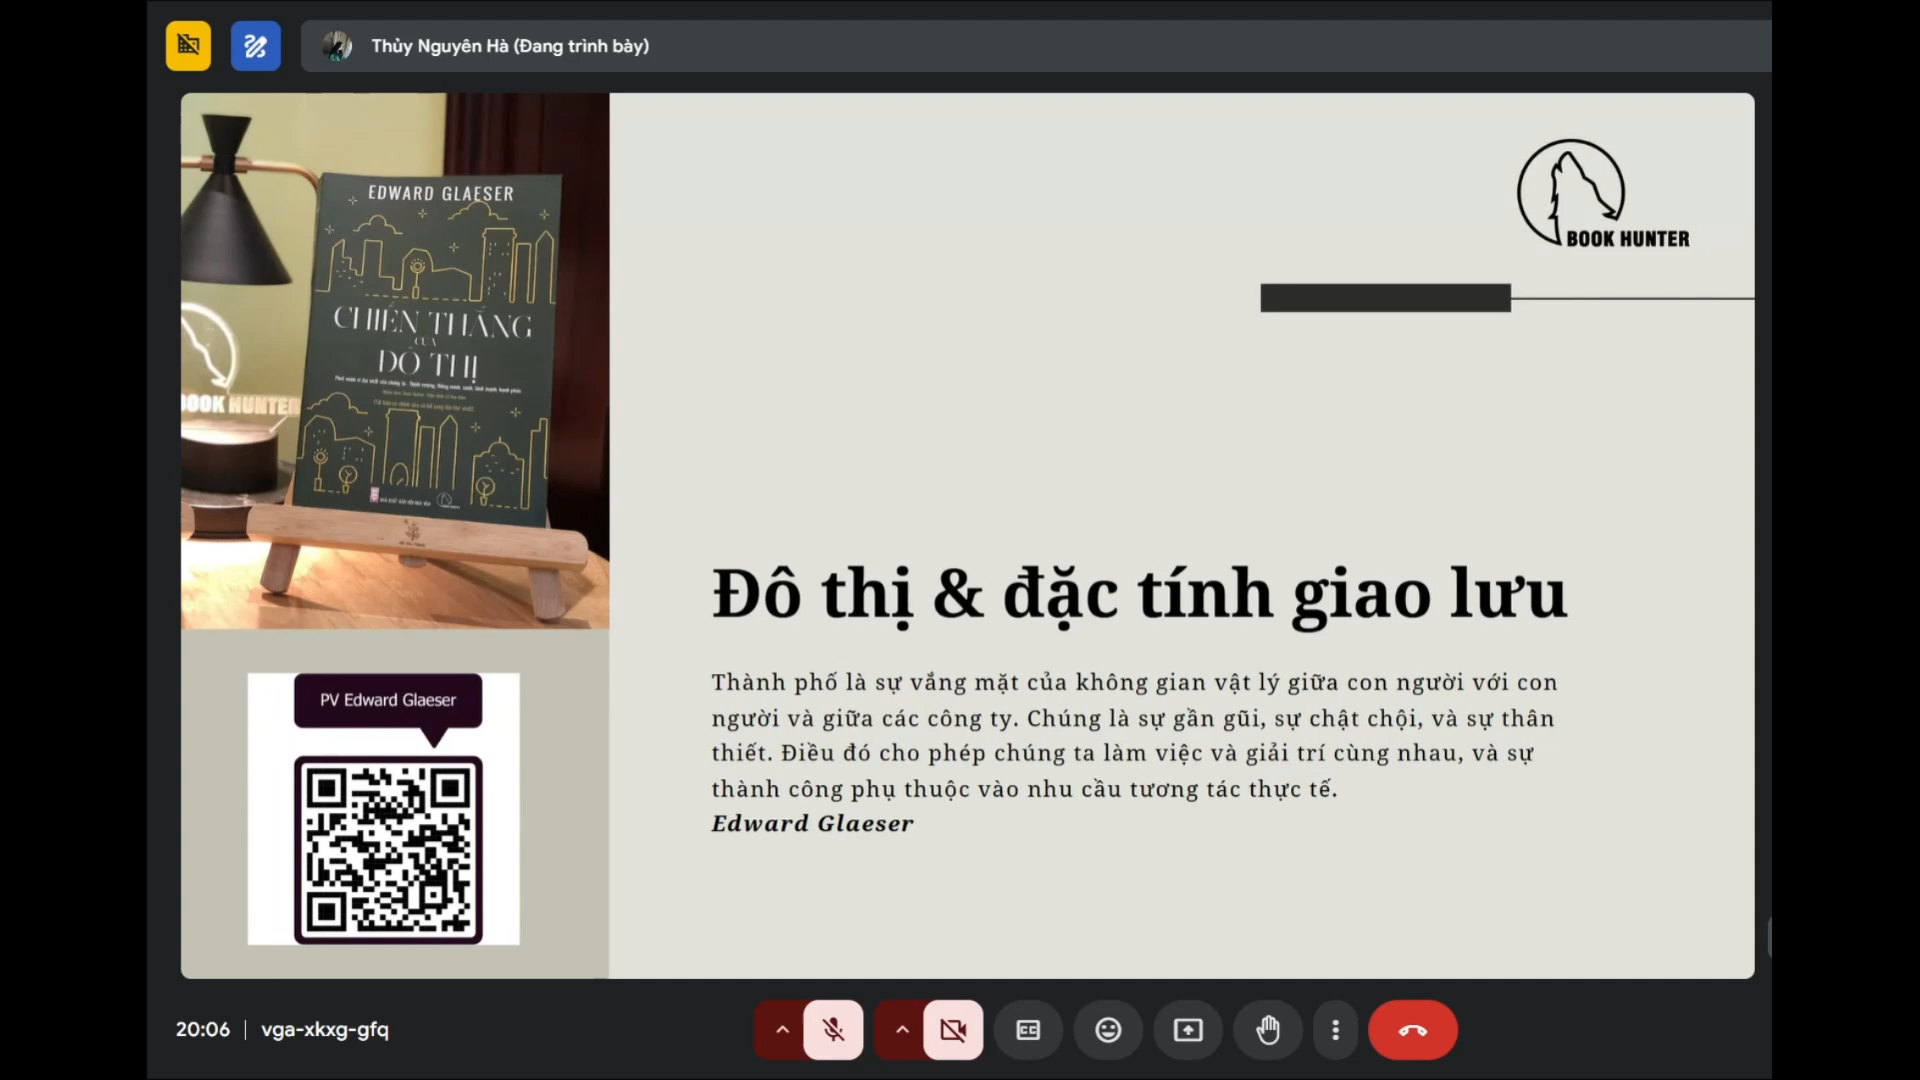 Thủy Nguyên Hà (Đang trình bày)
EDWARD GLAESER
CHIẾN THẮNG
CỦA
ĐÔ THỊ
BOOK HUNTER
BOOK HUNTER
Đô thị & đặc tính giao lưu
Thành phố là sự vắng mặt của không gian vật lý giữa con người với con
người và giữa các công ty. Chúng là sự gần gũi, sự chật chội, và sự thân
thiết. Điều đó cho phép chúng ta làm việc và giải trí cùng nhau, và sự
thành công phụ thuộc vào nhu cầu tương tác thực tế.
Edward Glaeser
PV Edward Glaeser
20:06 | vga-xkxg-gfq
CC